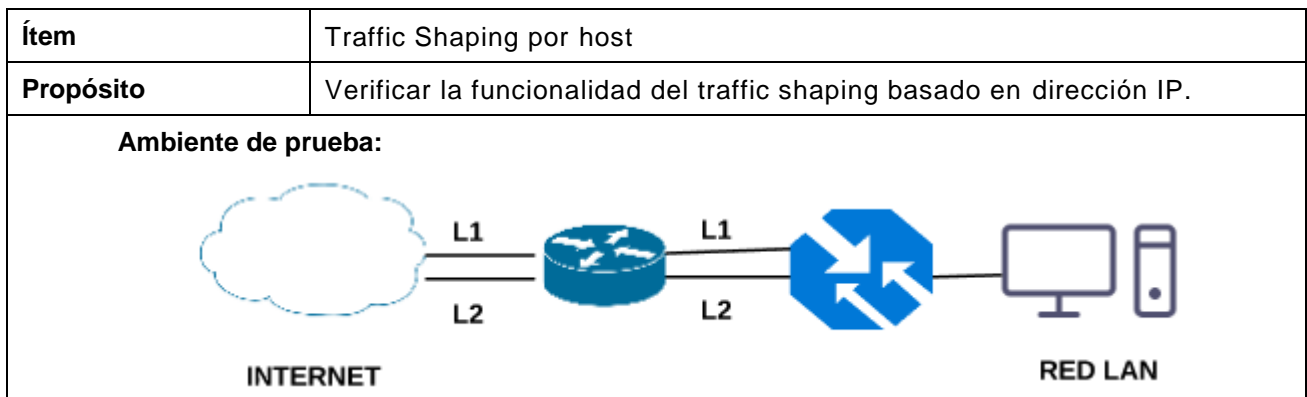 Ítem
Traffic Shaping por host
Propósito
Verificar la funcionalidad del traffic shaping basado en dirección IP.
Ambiente de prueba:
L1
L1
L2
L2
INTERNET
RED LAN